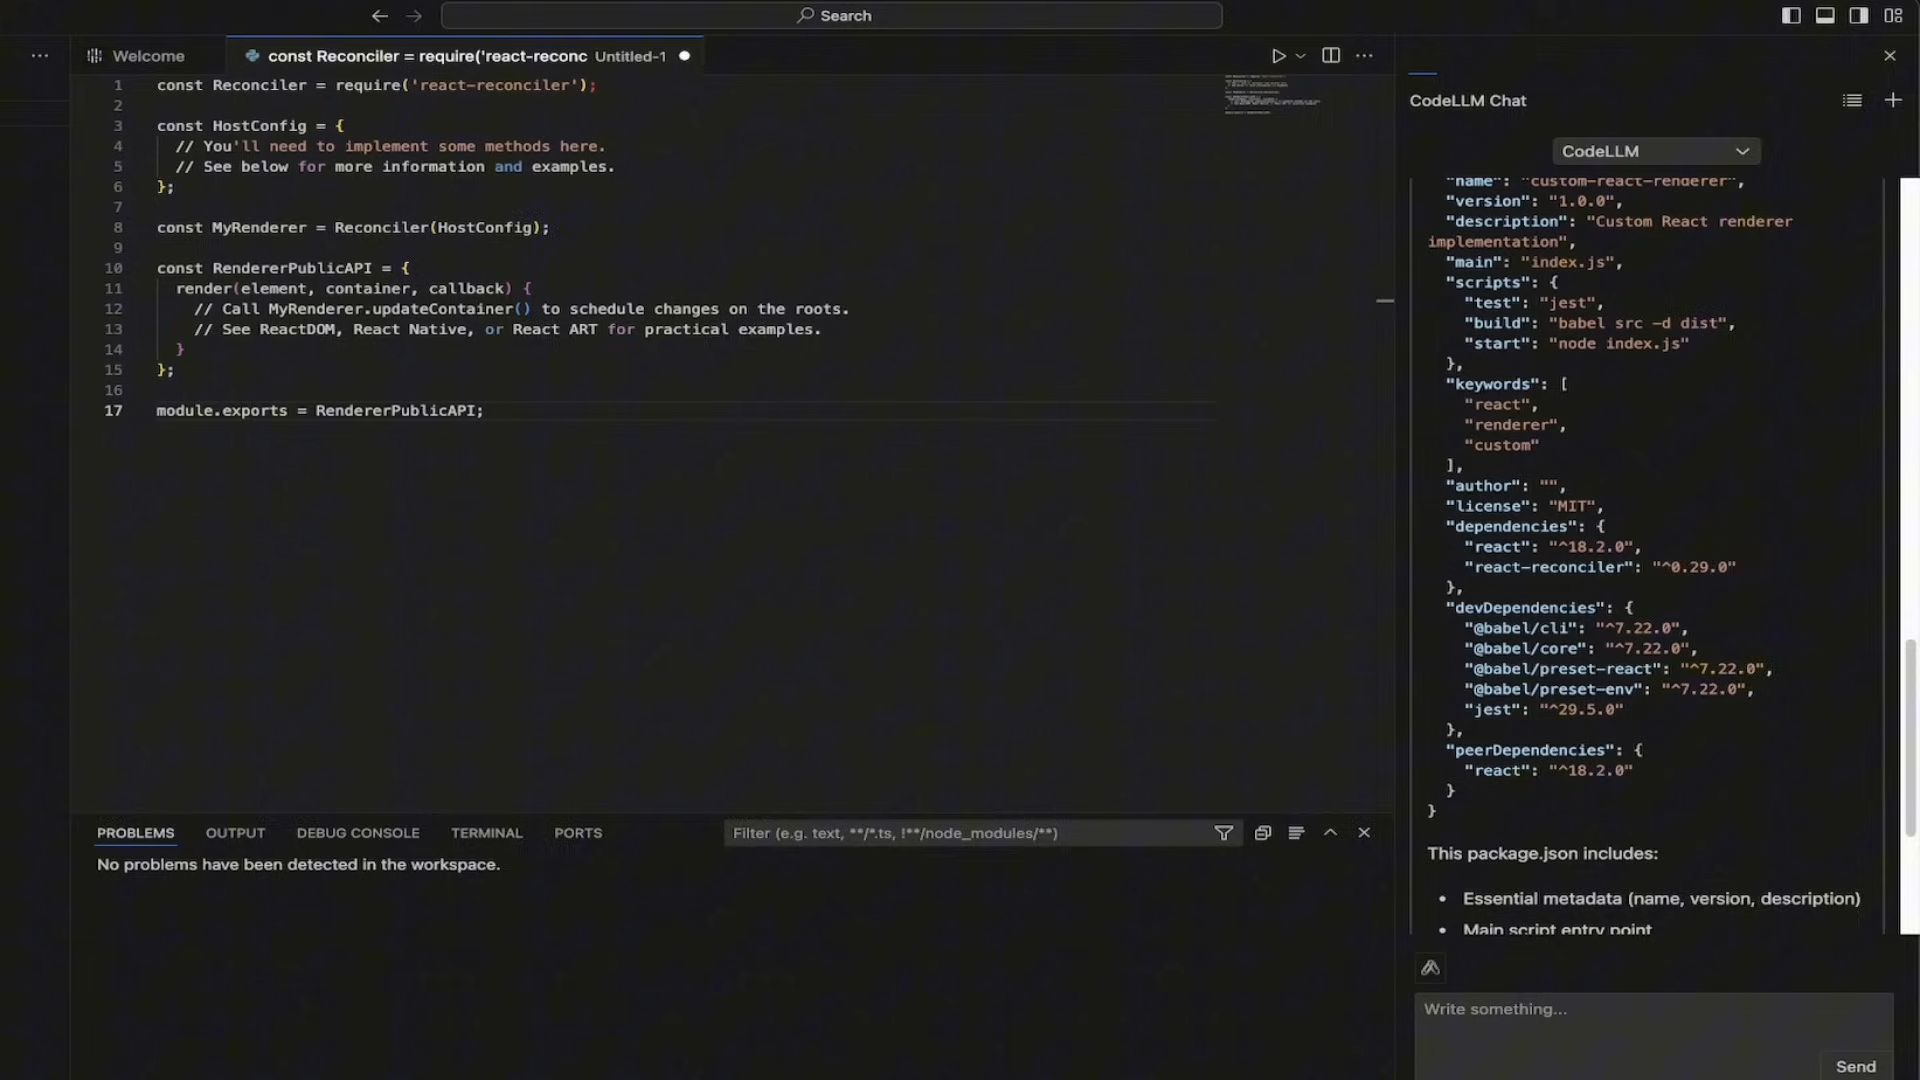 Search
Welcome
const Reconciler = require('react-reconc Untitled-1
1 const Reconciler = require('react-reconciler');
2
3 const HostConfig = {
4 // You'll need to implement some methods here.
5 // See below for more information and examples.
6 };
7
8 const MyRenderer = Reconciler(HostConfig);
9
10 const RendererPublicAPI = {
11 render(element, container, callback) {
12 // Call MyRenderer.updateContainer() to schedule changes on the roots.
13 // See ReactDOM, React Native, or React ART for practical examples.
14 }
15 };
16
17 module.exports = RendererPublicAPI;
PROBLEMS OUTPUT DEBUG CONSOLE TERMINAL PORTS
Filter (e.g. text, **/*.ts, !**/node_modules/**)
No problems have been detected in the workspace.
CodeLLM Chat
CodeLLM
"name": "custom-react-renderer",
"version": "1.0.0",
"description": "Custom React renderer
implementation",
"main": "index.js",
"scripts": {
"test": "jest",
"build": "babel src -d dist",
"start": "node index.js"
},
"keywords": [
"react",
"renderer",
"custom"
],
"author": "",
"license": "MIT",
"dependencies": {
"react": "^18.2.0",
"react-reconciler": "^0.29.0"
},
"devDependencies": {
"@babel/cli": "^7.22.0",
"@babel/core": "^7.22.0",
"@babel/preset-react": "^7.22.0",
"@babel/preset-env": "^7.22.0",
"jest": "^29.5.0"
},
"peerDependencies": {
"react": "^18.2.0"
}
}
This package.json includes:
• Essential metadata (name, version, description)
• Main script entry point
Write something...
Send